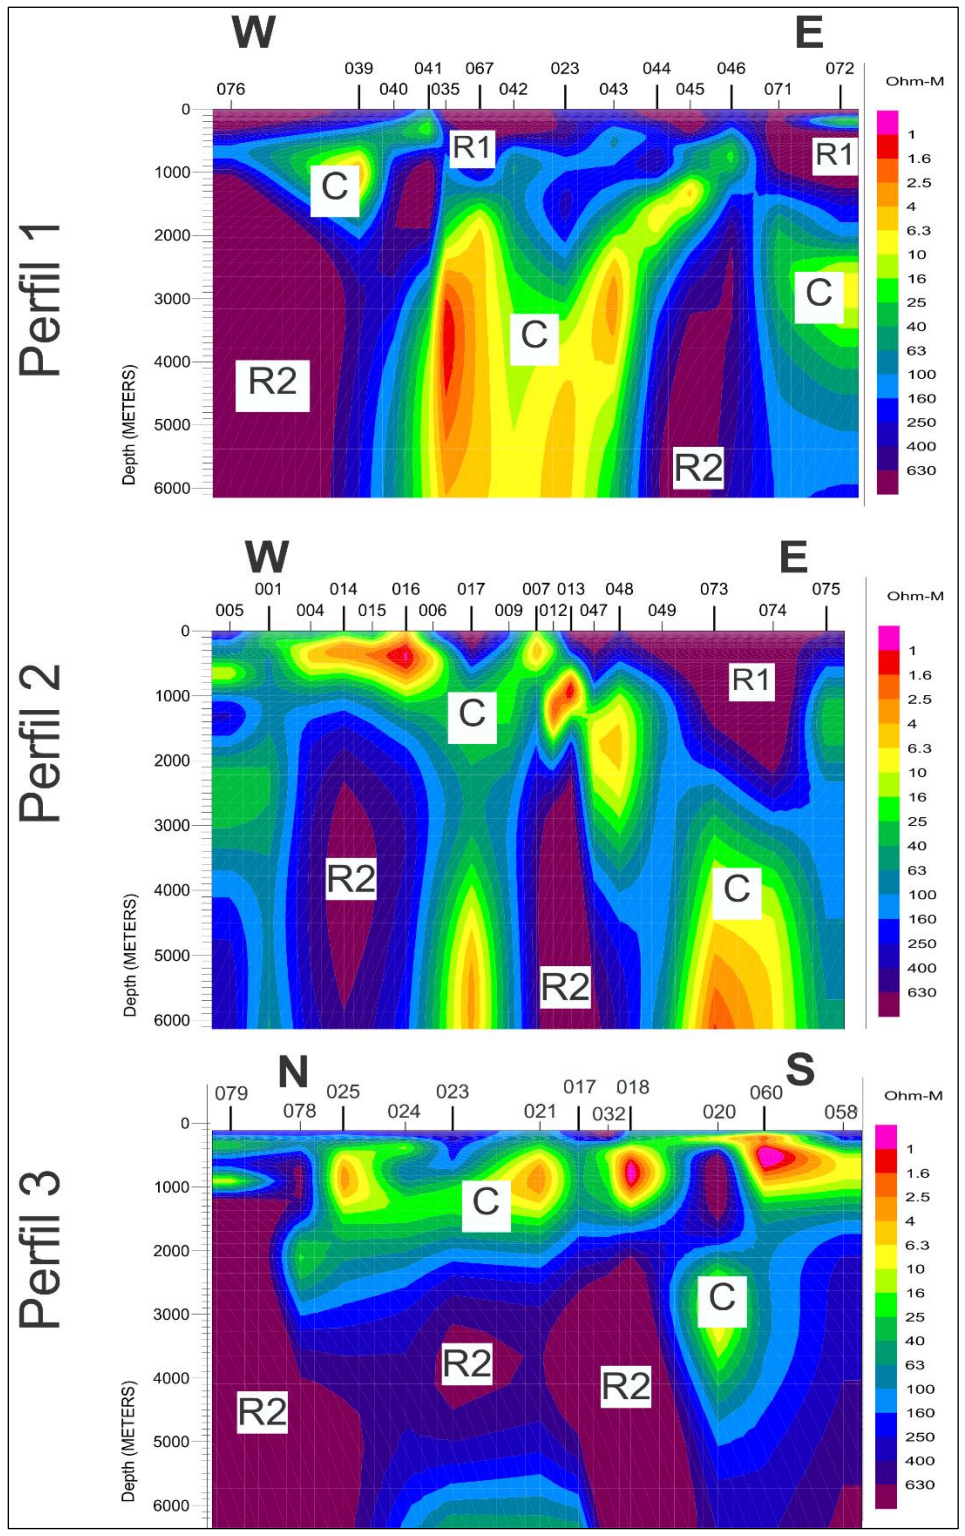 Perfil 1
W
E
039 041 067 023 044 046 072
076 040 035 042 043 045 071
Ohm-M
0
1000
2000
3000
4000
5000
6000
Depth (METERS)
R1
R1
C
C
C
R2
R2
1
1.6
2.5
4
6.3
10
16
25
40
63
100
160
250
400
630
Perfil 2
W
E
001 014 016 017 007 013 048 073 075
005 004 015 006 009 012 047 049 074
Ohm-M
0
1000
2000
3000
4000
5000
6000
Depth (METERS)
R1
C
R2
C
R2
1
1.6
2.5
4
6.3
10
16
25
40
63
100
160
250
400
630
Perfil 3
N
S
079 025 023 017 018 060
078 024 021 032 020 058
Ohm-M
0
1000
2000
3000
4000
5000
6000
Depth (METERS)
C
C
R2
R2
R2
1
1.6
2.5
4
6.3
10
16
25
40
63
100
160
250
400
630